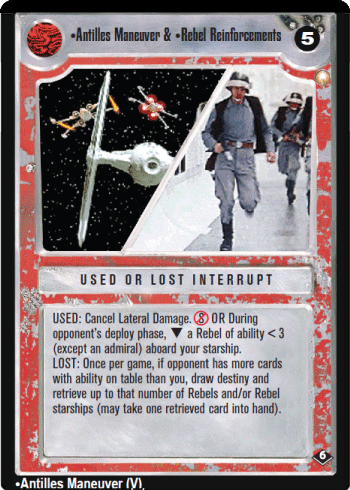 •Antilles Maneuver & •Rebel Reinforcements
5
USED OR LOST INTERRUPT
USED: Cancel Lateral Damage. Ⓢ OR During
opponent's deploy phase, ▼ a Rebel of ability < 3
(except an admiral) aboard your starship.
LOST: Once per game, if opponent has more cards
with ability on table than you, draw destiny and
retrieve up to that number of Rebels and/or Rebel
starships (may take one retrieved card into hand).
6
•Antilles Maneuver (V)